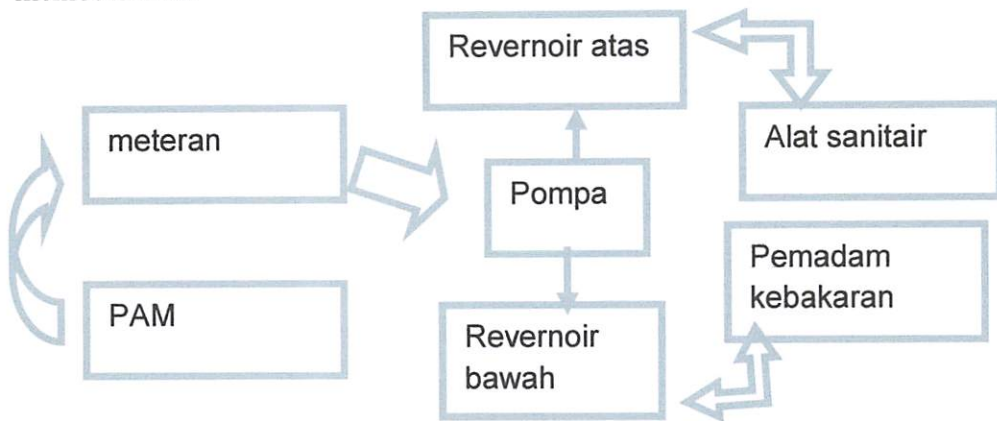 Revernoir atas
meteran
Alat sanitair
Pompa
Pemadam
kebakaran
PAM
Revernoir
bawah